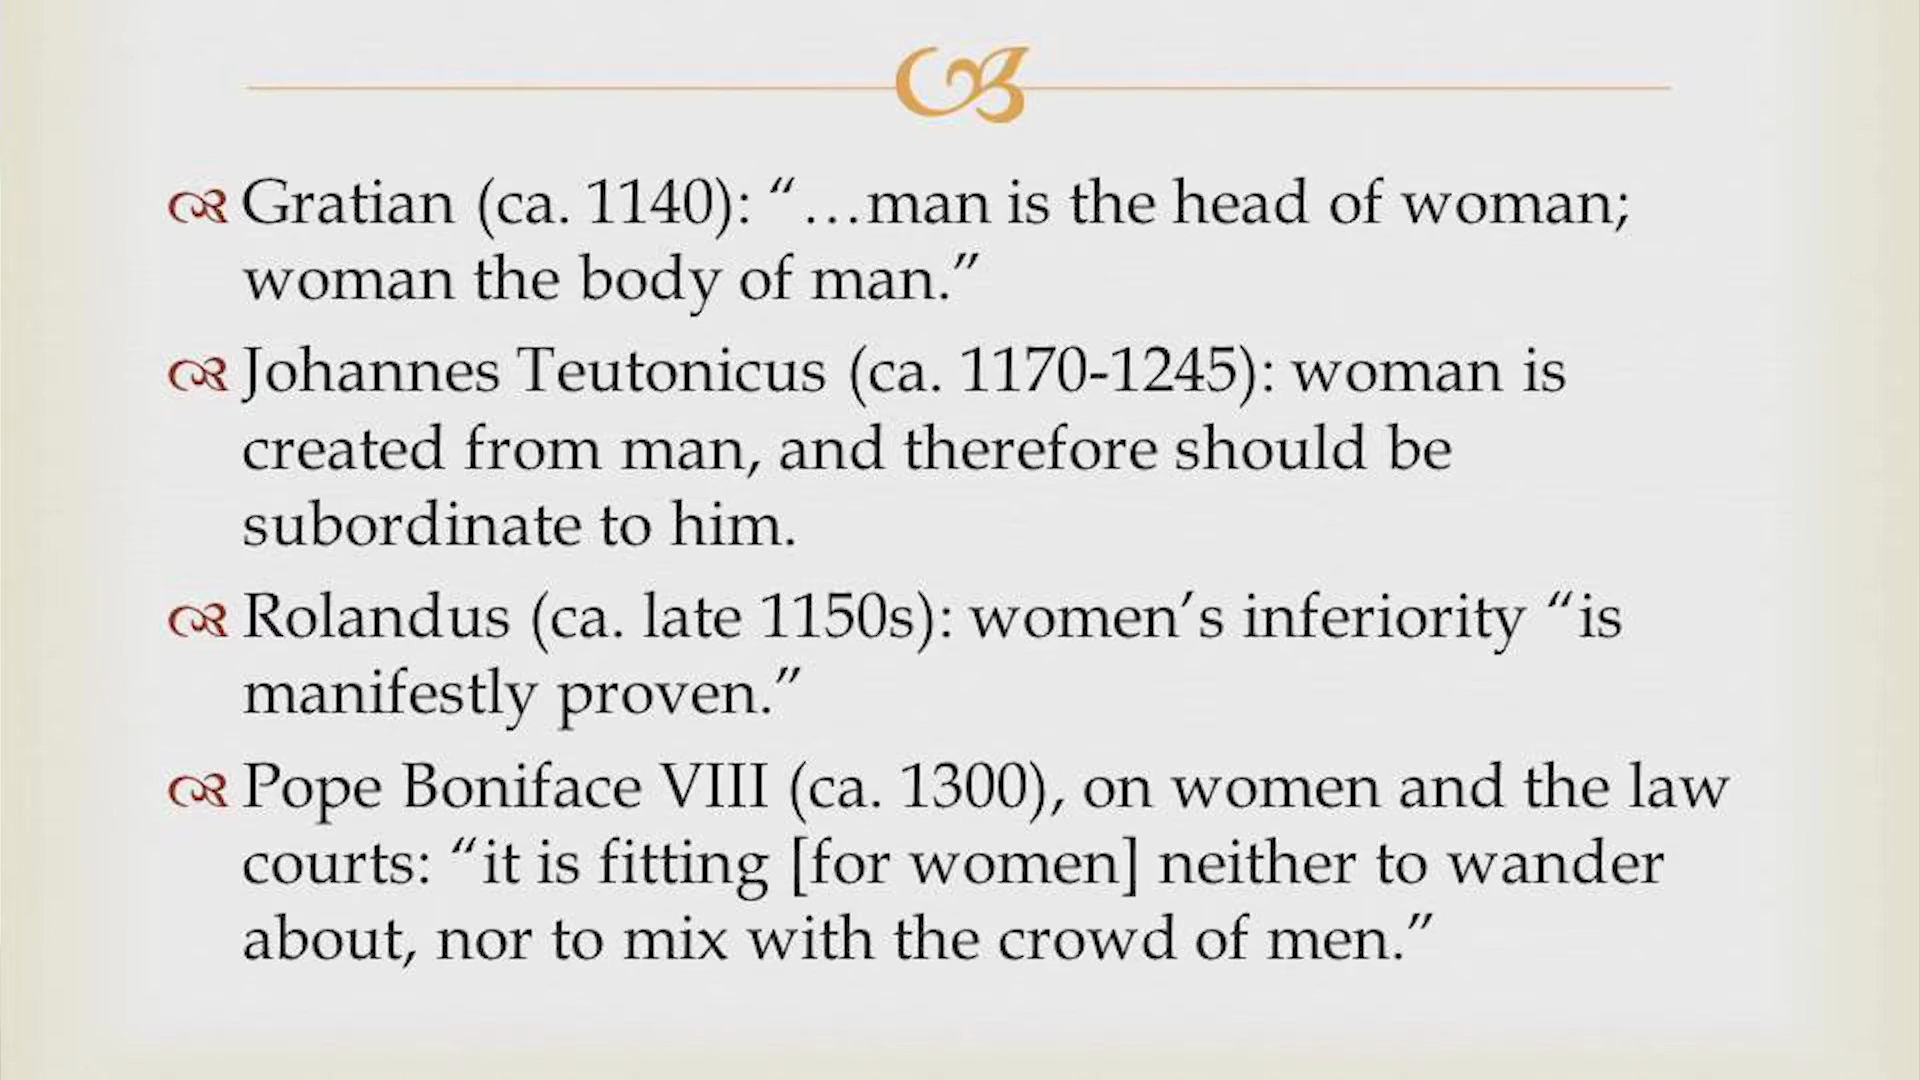 Gratian (ca. 1140): “…man is the head of woman;
woman the body of man.”
Johannes Teutonicus (ca. 1170-1245): woman is
created from man, and therefore should be
subordinate to him.
Rolandus (ca. late 1150s): women’s inferiority “is
manifestly proven.”
Pope Boniface VIII (ca. 1300), on women and the law
courts: “it is fitting [for women] neither to wander
about, nor to mix with the crowd of men.”